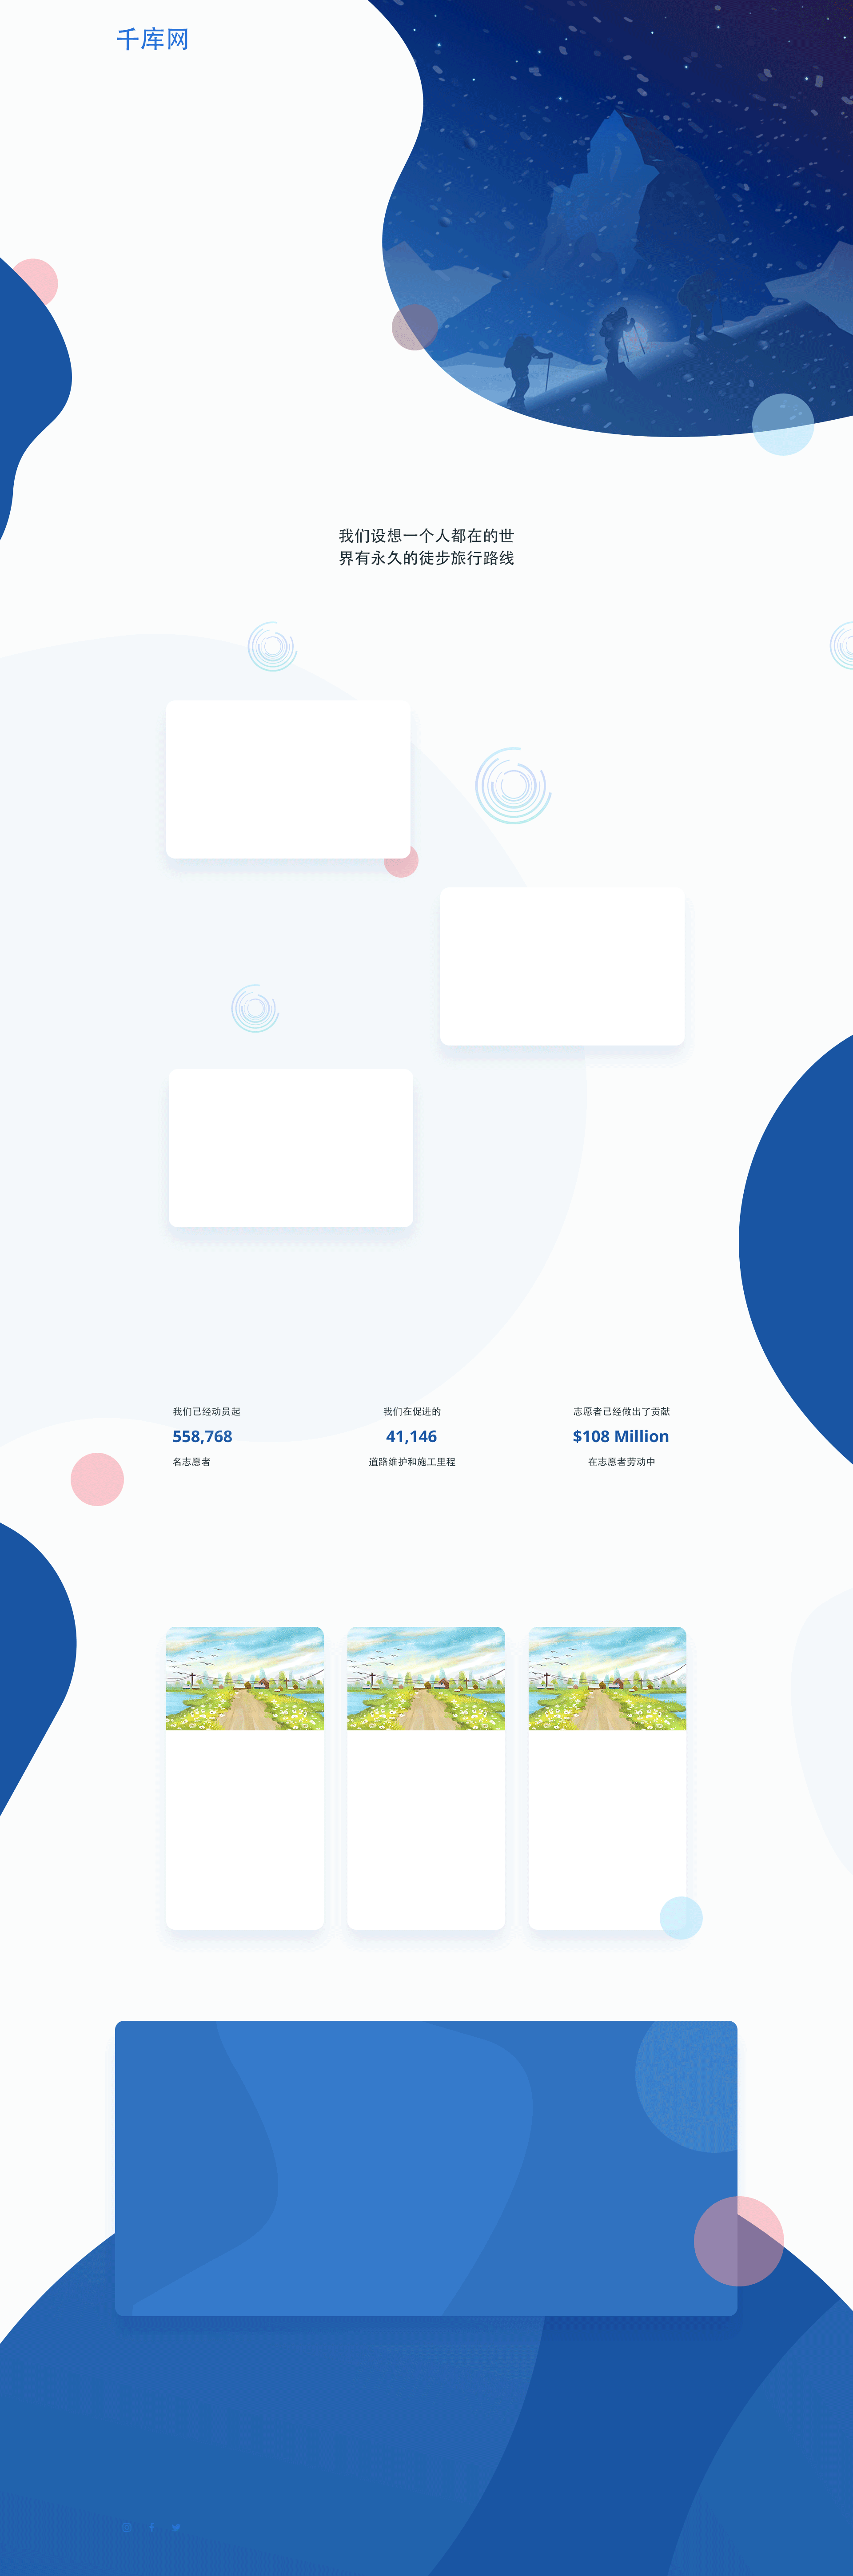 千库网
我们设想一个人都在的世
界有永久的徒步旅行路线
我们已经动员起
558,768
名志愿者
我们在促进的
41,146
道路维护和施工里程
志愿者已经做出了贡献
$108 Million
在志愿者劳动中